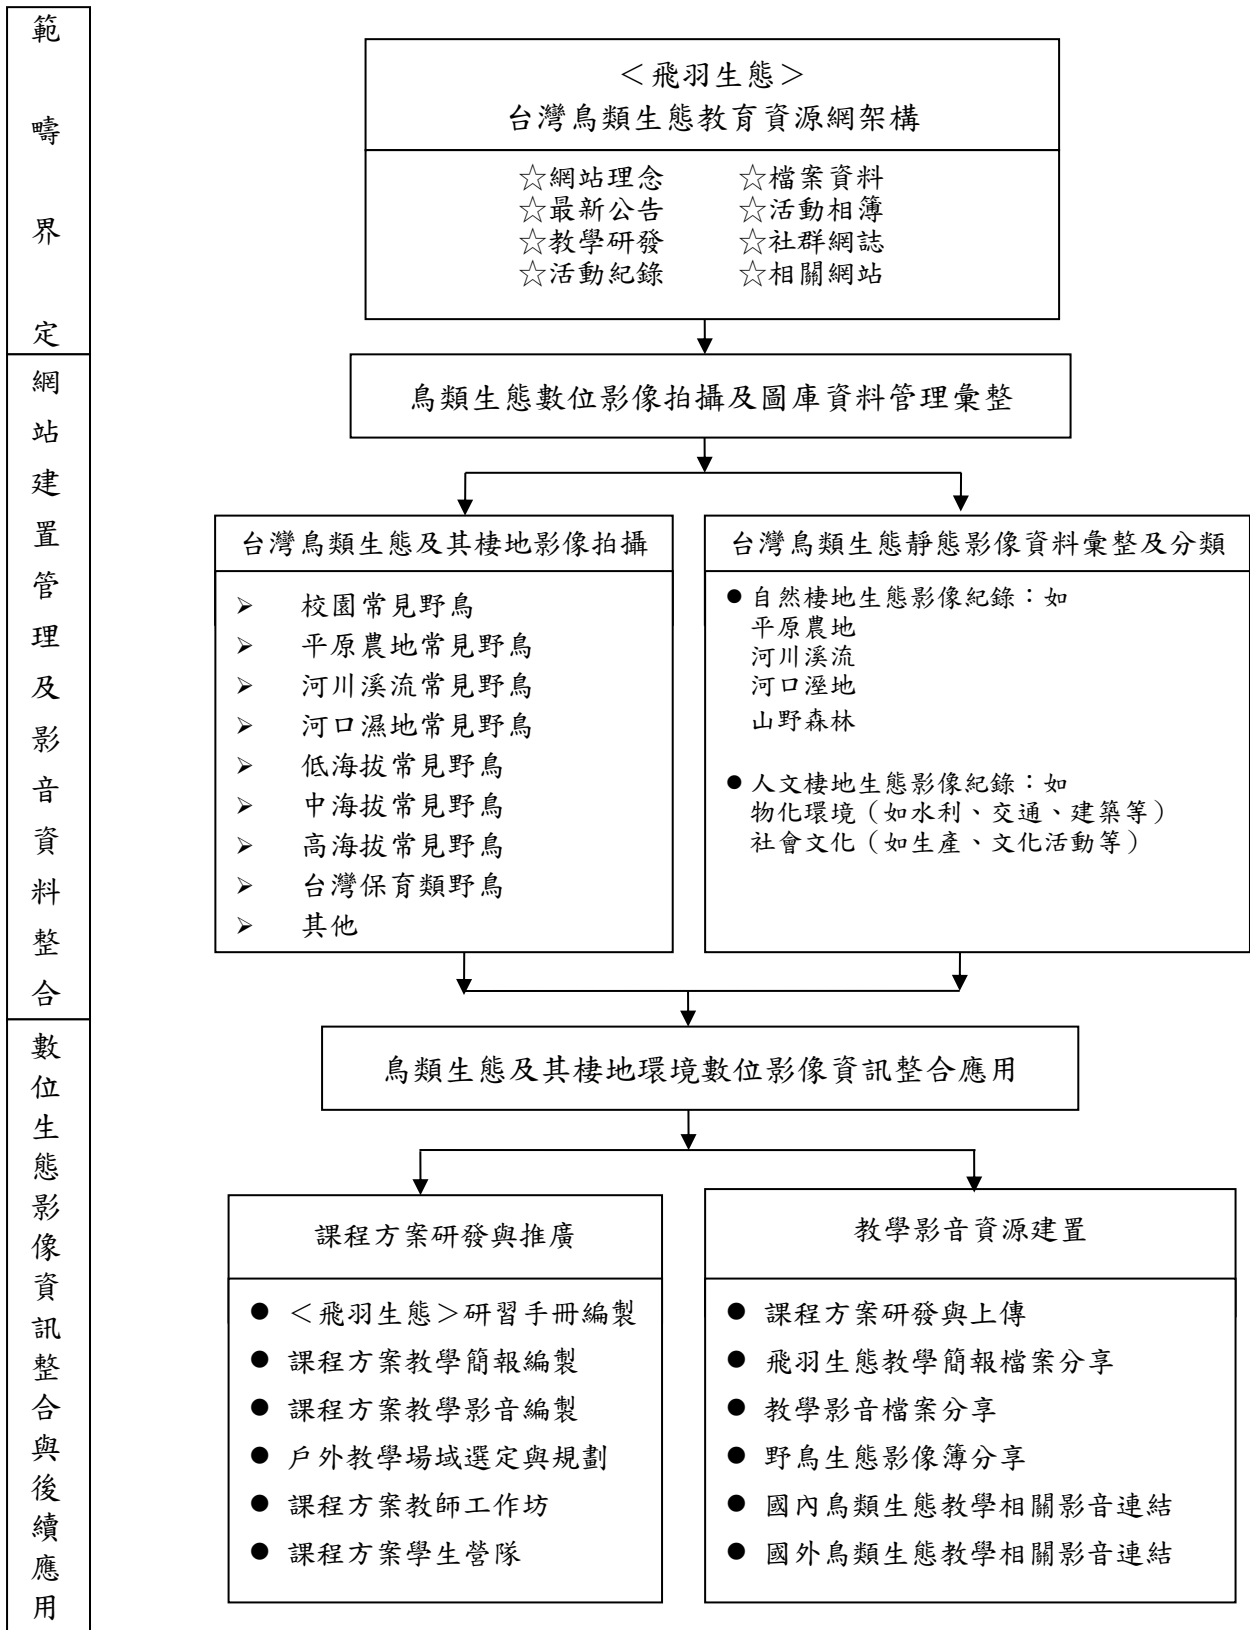 範疇界定
＜飛羽生態＞
台灣鳥類生態教育資源網架構
☆網站理念 ☆檔案資料
☆最新公告 ☆活動相簿
☆教學研發 ☆社群網誌
☆活動紀錄 ☆相關網站
網站建置管理及影音資料整合
鳥類生態數位影像拍攝及圖庫資料管理彙整
台灣鳥類生態及其棲地影像拍攝
➢ 校園常見野鳥
➢ 平原農地常見野鳥
➢ 河川溪流常見野鳥
➢ 河口濕地常見野鳥
➢ 低海拔常見野鳥
➢ 中海拔常見野鳥
➢ 高海拔常見野鳥
➢ 台灣保育類野鳥
➢ 其他
台灣鳥類生態靜態影像資料彙整及分類
● 自然棲地生態影像紀錄：如
平原農地
河川溪流
河口溼地
山野森林
● 人文棲地生態影像紀錄：如
物化環境（如水利、交通、建築等）
社會文化（如生產、文化活動等）
數位生態影像資訊整合與後續應用
鳥類生態及其棲地環境數位影像資訊整合應用
課程方案研發與推廣
● ＜飛羽生態＞研習手冊編製
● 課程方案教學簡報編製
● 課程方案教學影音編製
● 戶外教學場域選定與規劃
● 課程方案教師工作坊
● 課程方案學生營隊
教學影音資源建置
● 課程方案研發與上傳
● 飛羽生態教學簡報檔案分享
● 教學影音檔案分享
● 野鳥生態影像簿分享
● 國內鳥類生態教學相關影音連結
● 國外鳥類生態教學相關影音連結